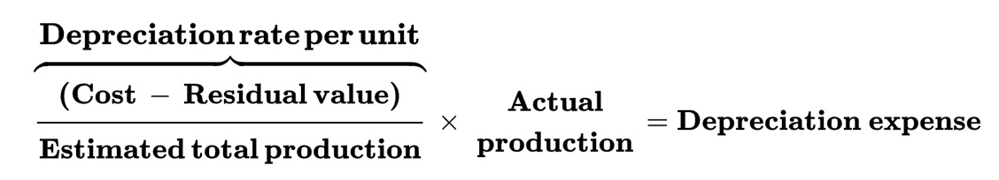 Depreciation rate per unit
(Cost − Residual value)
Estimated total production
×
Actual
production
= Depreciation expense